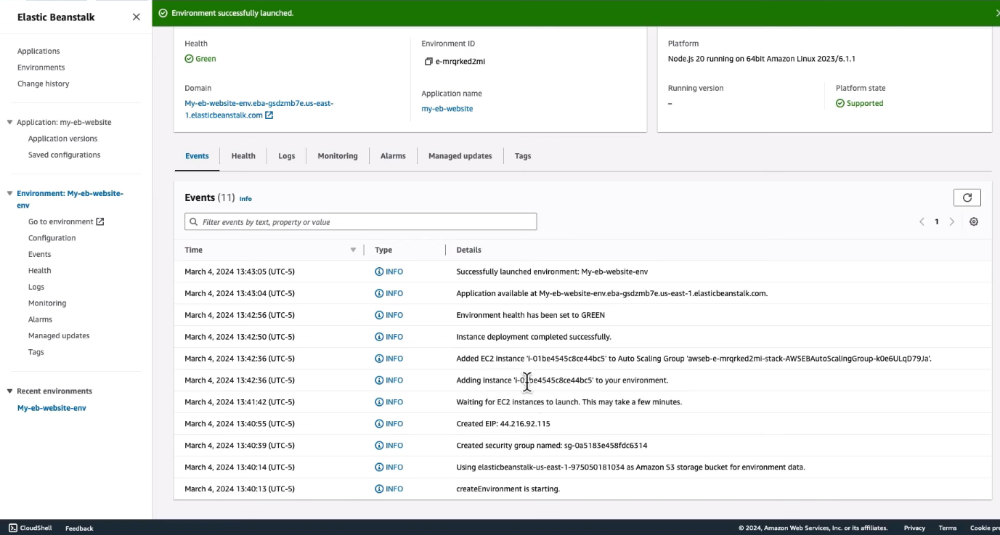 Elastic Beanstalk
Applications
Environments
Change history
Application: my-eb-website
Application versions
Saved configurations
Environment: My-eb-website-
env
Go to environment
Configuration
Events
Health
Logs
Monitoring
Alarms
Managed updates
Tags
Recent environments
My-eb-website-env
Environment successfully launched.
Health
Green
Domain
My-eb-website-env.eba-gsdzmb7e.us-east-
1.elasticbeanstalk.com
Environment ID
e-mrqrked2mi
Application name
my-eb-website
Platform
Node.js 20 running on 64bit Amazon Linux 2023/6.1.1
Running version
–
Platform state
Supported
Events Health Logs Monitoring Alarms Managed updates Tags
Events (11) Info
Filter events by text, property or value
1
Time Type Details
March 4, 2024 13:43:05 (UTC-5) INFO Successfully launched environment: My-eb-website-env
March 4, 2024 13:43:04 (UTC-5) INFO Application available at My-eb-website-env.eba-gsdzmb7e.us-east-1.elasticbeanstalk.com.
March 4, 2024 13:42:56 (UTC-5) INFO Environment health has been set to GREEN
March 4, 2024 13:42:50 (UTC-5) INFO Instance deployment completed successfully.
March 4, 2024 13:42:36 (UTC-5) INFO Added EC2 instance 'i-01be4545c8ce44bc5' to Auto Scaling Group 'awseb-e-mrqrked2mi-stack-AWSEBAutoScalingGroup-k0e6ULqD79Ja'.
March 4, 2024 13:42:36 (UTC-5) INFO Adding instance 'i-01be4545c8ce44bc5' to your environment.
March 4, 2024 13:41:42 (UTC-5) INFO Waiting for EC2 instances to launch. This may take a few minutes.
March 4, 2024 13:40:55 (UTC-5) INFO Created EIP: 44.216.92.115
March 4, 2024 13:40:39 (UTC-5) INFO Created security group named: sg-0a5183e458fdc6314
March 4, 2024 13:40:14 (UTC-5) INFO Using elasticbeanstalk-us-east-1-975050181034 as Amazon S3 storage bucket for environment data.
March 4, 2024 13:40:13 (UTC-5) INFO createEnvironment is starting.
CloudShell Feedback © 2024, Amazon Web Services, Inc. or its affiliates. Privacy Terms Cookie pre